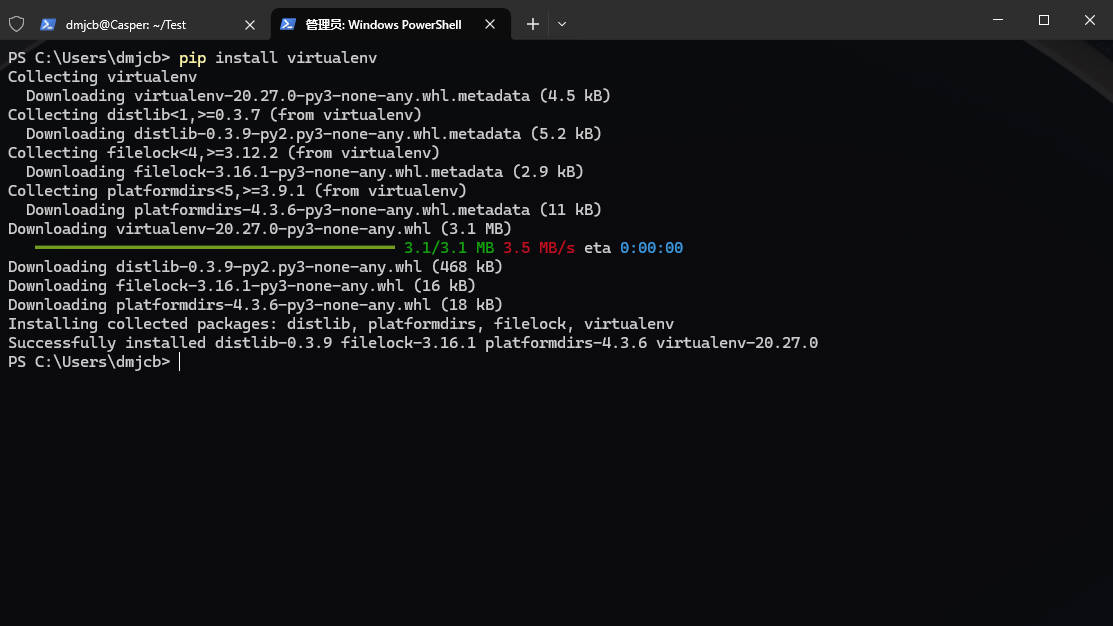 dmjcb@Casper: ~/Test
管理员: Windows PowerShell
PS C:\Users\dmjcb> pip install virtualenv
Collecting virtualenv
  Downloading virtualenv-20.27.0-py3-none-any.whl.metadata (4.5 kB)
Collecting distlib<1,>=0.3.7 (from virtualenv)
  Downloading distlib-0.3.9-py2.py3-none-any.whl.metadata (5.2 kB)
Collecting filelock<4,>=3.12.2 (from virtualenv)
  Downloading filelock-3.16.1-py3-none-any.whl.metadata (2.9 kB)
Collecting platformdirs<5,>=3.9.1 (from virtualenv)
  Downloading platformdirs-4.3.6-py3-none-any.whl.metadata (11 kB)
Downloading virtualenv-20.27.0-py3-none-any.whl (3.1 MB)
3.1/3.1 MB 3.5 MB/s eta 0:00:00
Downloading distlib-0.3.9-py2.py3-none-any.whl (468 kB)
Downloading filelock-3.16.1-py3-none-any.whl (16 kB)
Downloading platformdirs-4.3.6-py3-none-any.whl (18 kB)
Installing collected packages: distlib, platformdirs, filelock, virtualenv
Successfully installed distlib-0.3.9 filelock-3.16.1 platformdirs-4.3.6 virtualenv-20.27.0
PS C:\Users\dmjcb>